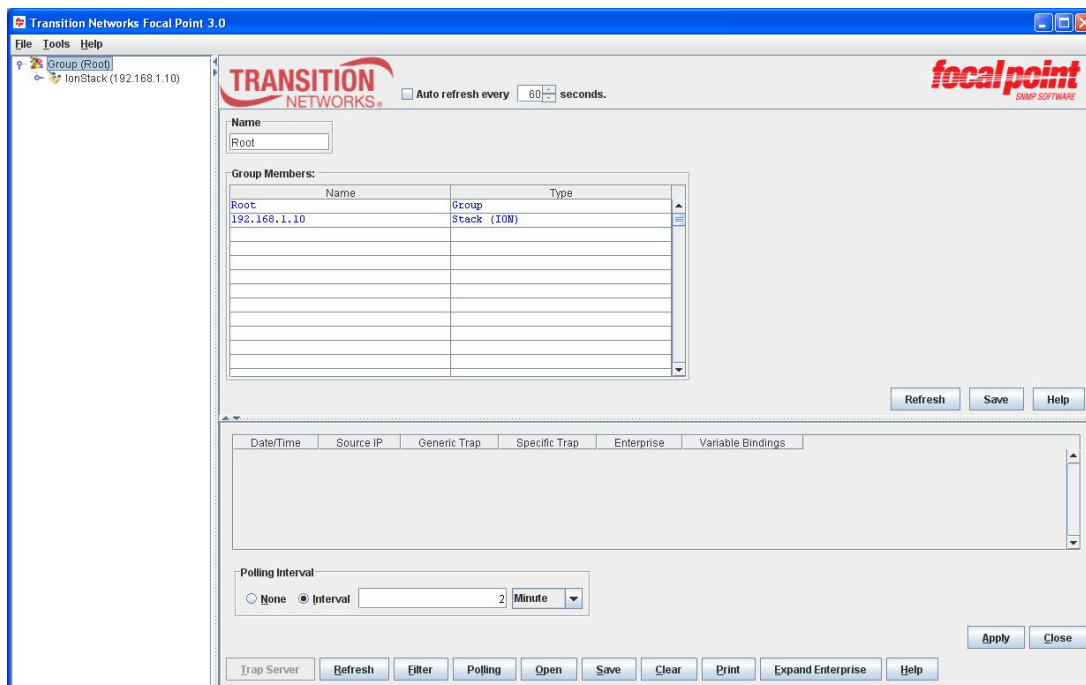 Transition Networks Focal Point 3.0
File Tools Help
Group (Root)
IonStack (192.168.1.10)
TRANSITION
NETWORKS®
Auto refresh every 60 seconds.
focal point
SNMP SOFTWARE
Name
Root
Group Members:
Name Type
Root Group
192.168.1.10 Stack (ION)
Refresh Save Help
Date/Time Source IP Generic Trap Specific Trap Enterprise Variable Bindings
Polling Interval
None Interval 2 Minute
Apply Close
Trap Server Refresh Filter Polling Open Save Clear Print Expand Enterprise Help